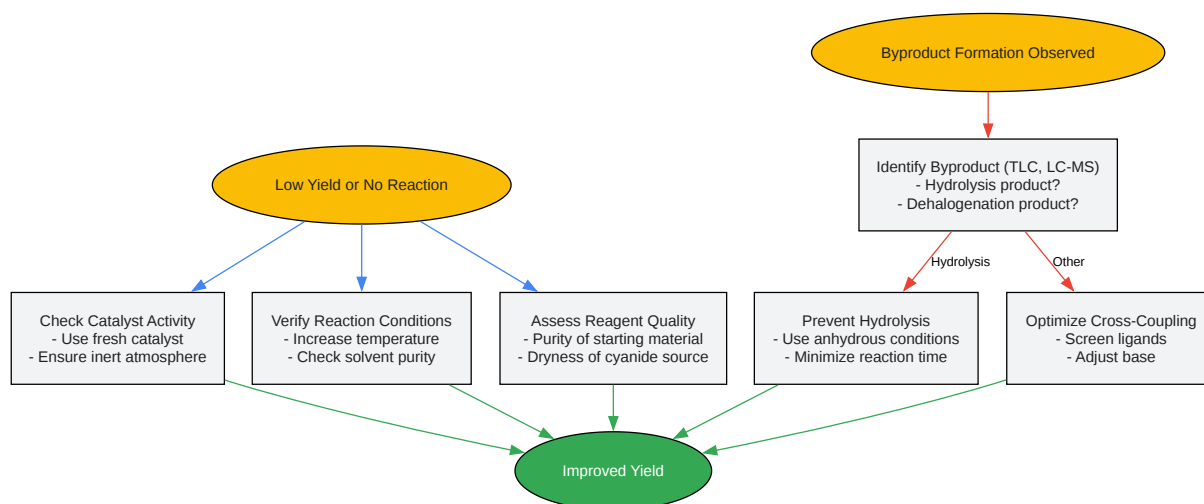 Byproduct Formation Observed
Identify Byproduct (TLC, LC-MS)
- Hydrolysis product?
- Dehalogenation product?
Low Yield or No Reaction
Hydrolysis
Other
Check Catalyst Activity
- Use fresh catalyst
- Ensure inert atmosphere
Verify Reaction Conditions
- Increase temperature
- Check solvent purity
Assess Reagent Quality
- Purity of starting material
- Dryness of cyanide source
Prevent Hydrolysis
- Use anhydrous conditions
- Minimize reaction time
Optimize Cross-Coupling
- Screen ligands
- Adjust base
Improved Yield